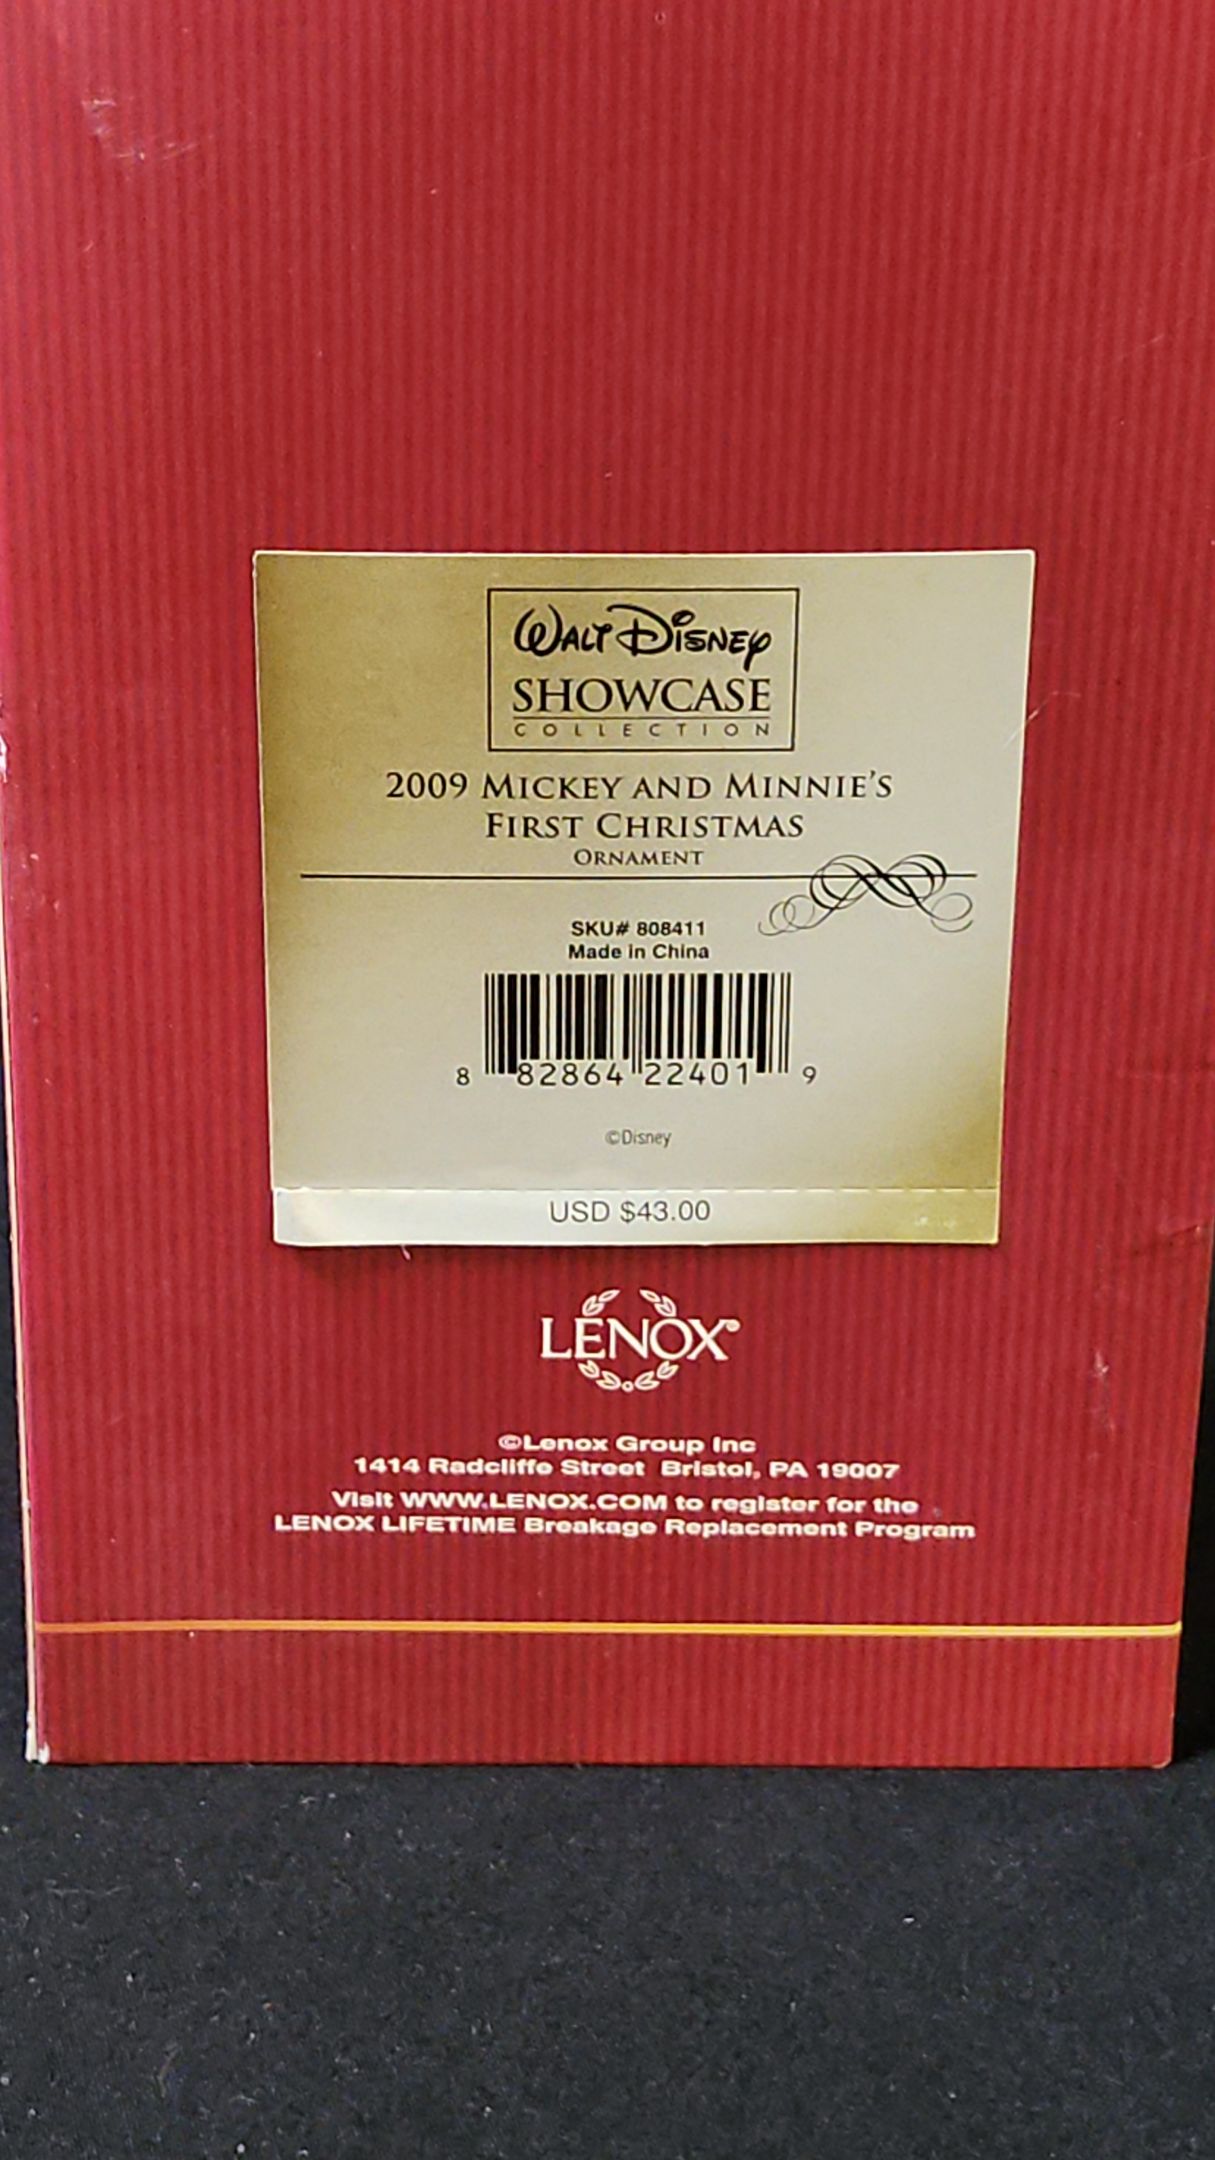 WALT DISNEY
SHOWCASE
COLLECTION
2009 MICKEY AND MINNIE'S
FIRST CHRISTMAS
ORNAMENT
SKU# 808411
Made in China
8 82864 22401 9
©Disney
USD $43.00
LENOX®
©Lenox Group Inc
1414 Radcliffe Street Bristol, PA 19007
Visit WWW.LENOX.COM to register for the
LENOX LIFETIME Breakage Replacement Program